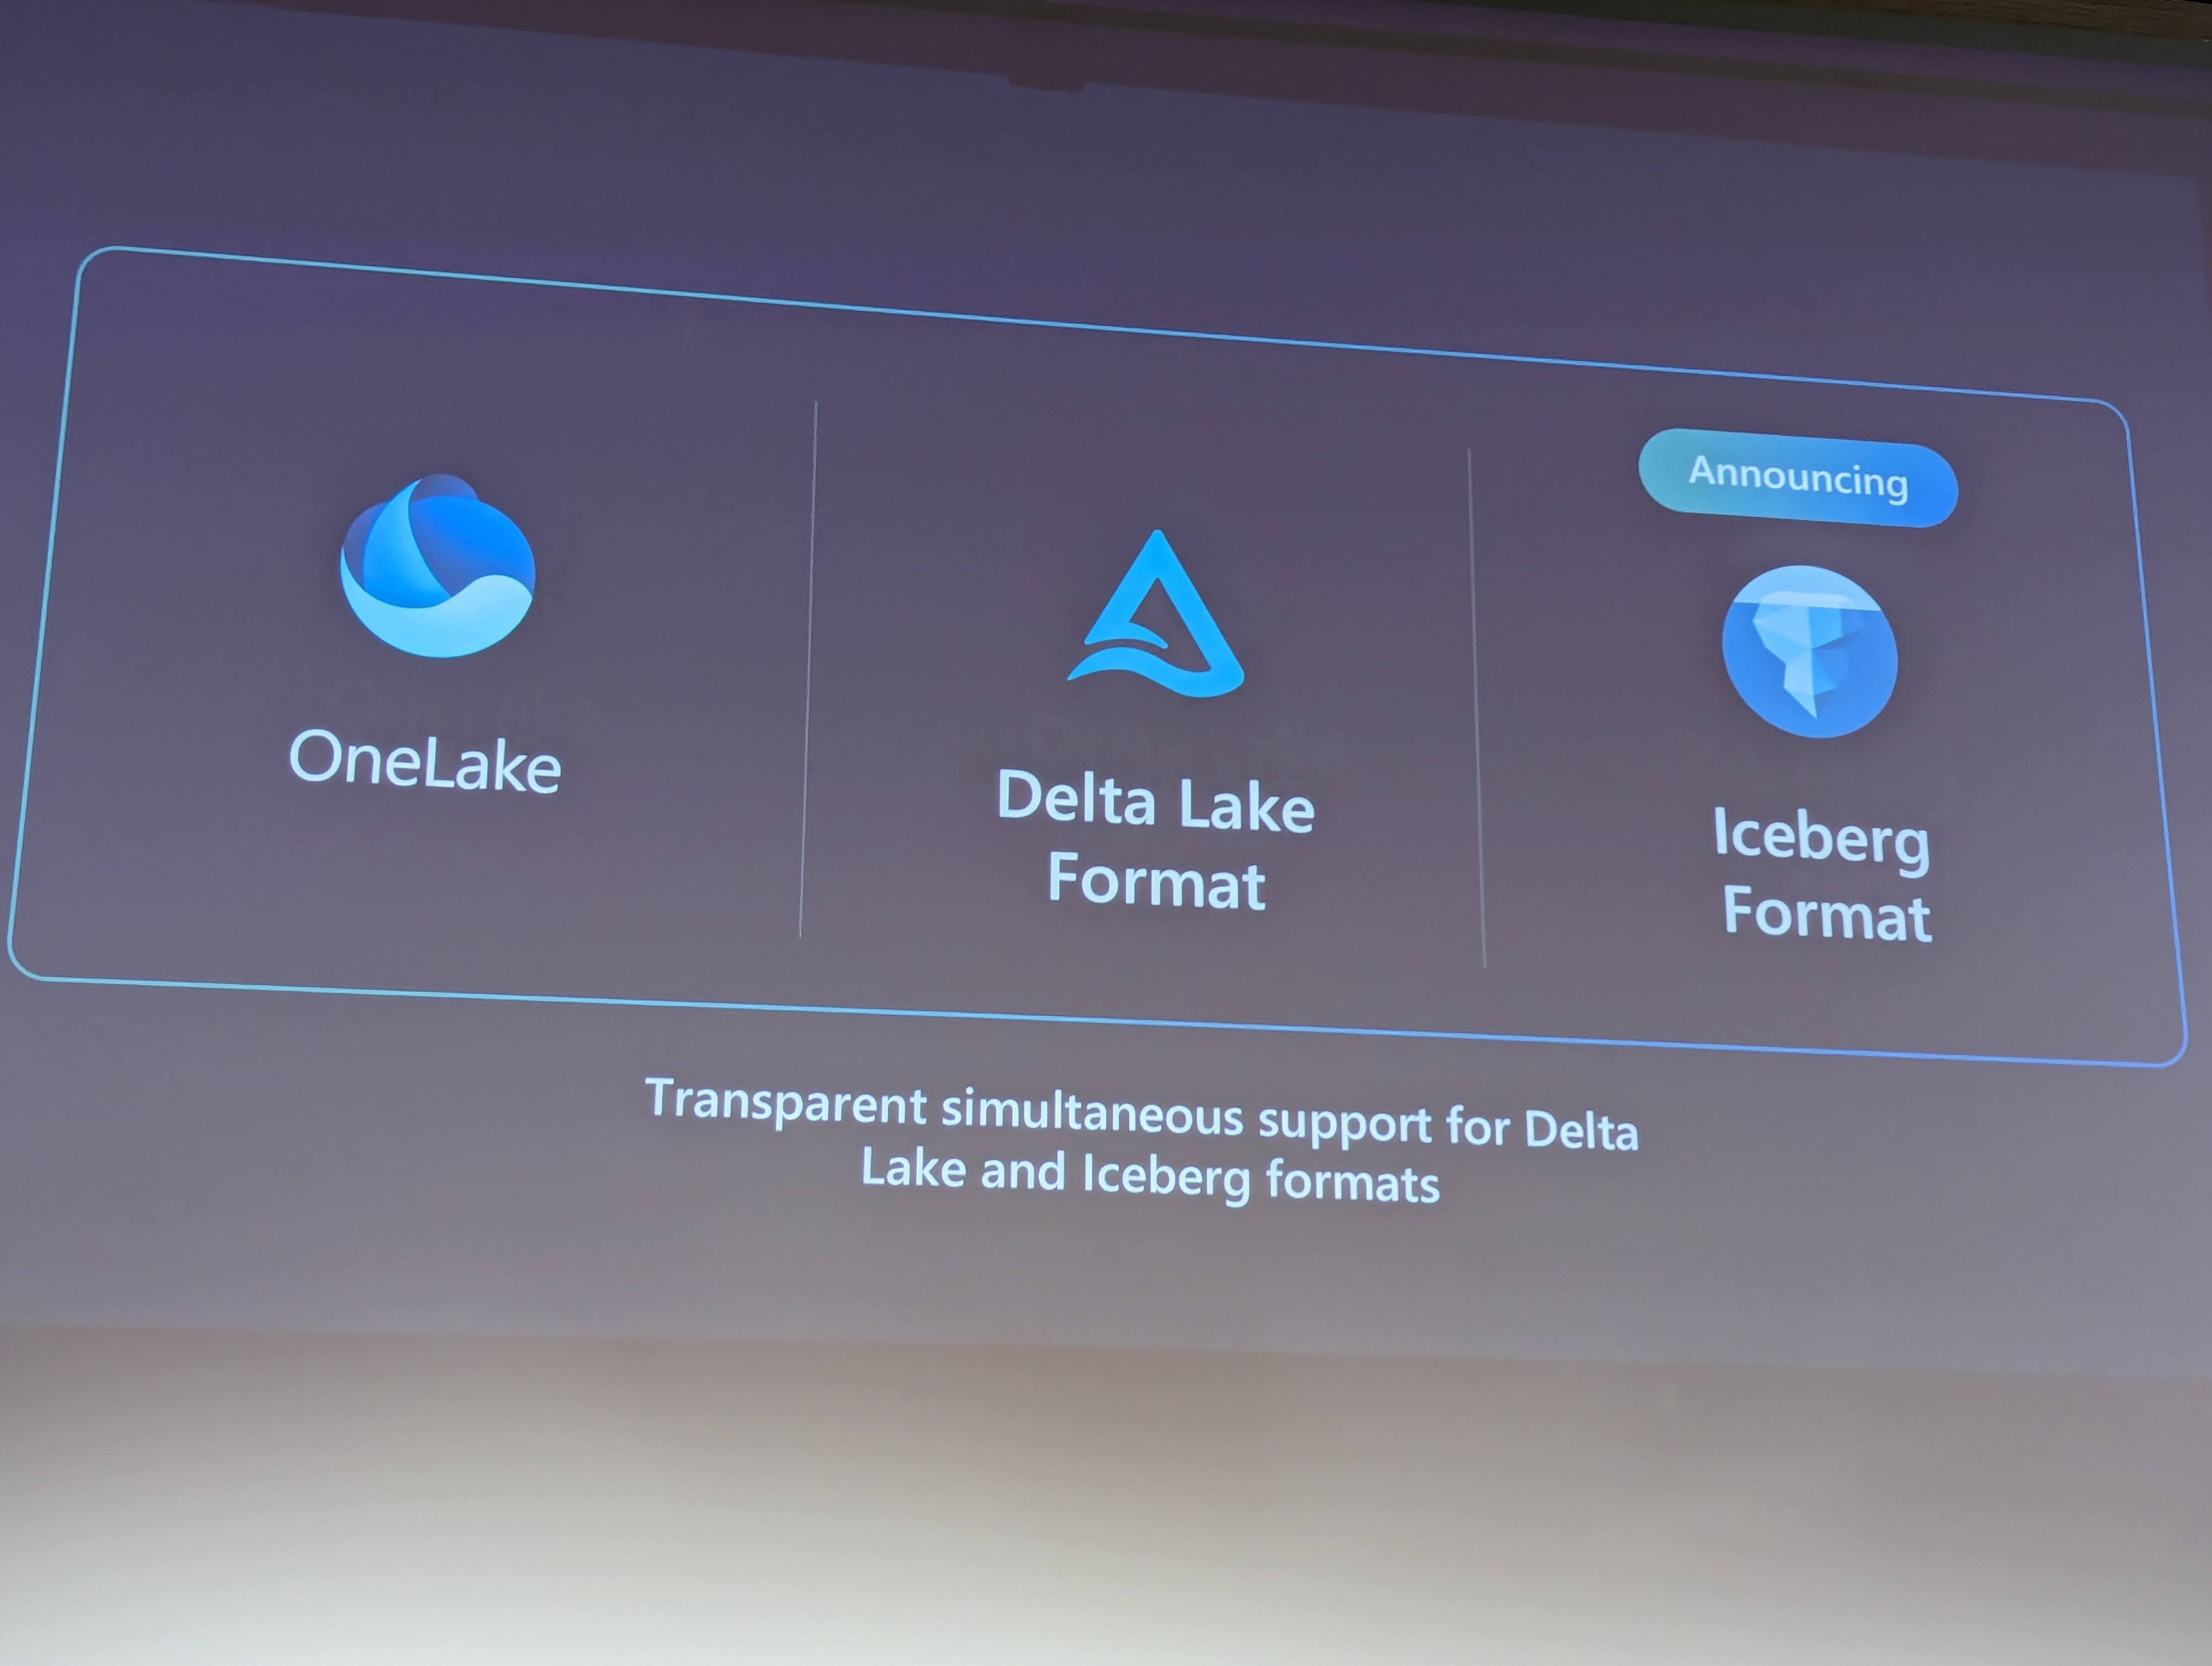 Announcing
OneLake
Delta Lake
Format
Iceberg
Format
Transparent simultaneous support for Delta
Lake and Iceberg formats